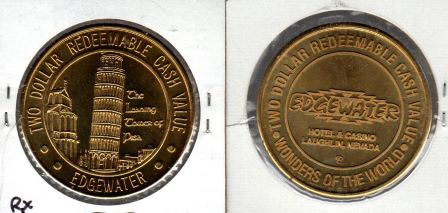 TWO DOLLAR REDEEMABLE CASH VALUE
The
Leaning
Tower of
Pisa
EDGEWATER
Rx
TWO DOLLAR REDEEMABLE CASH VALUE
EDGEWATER
HOTEL & CASINO
LAUGHLIN, NEVADA
WONDERS OF THE WORLD